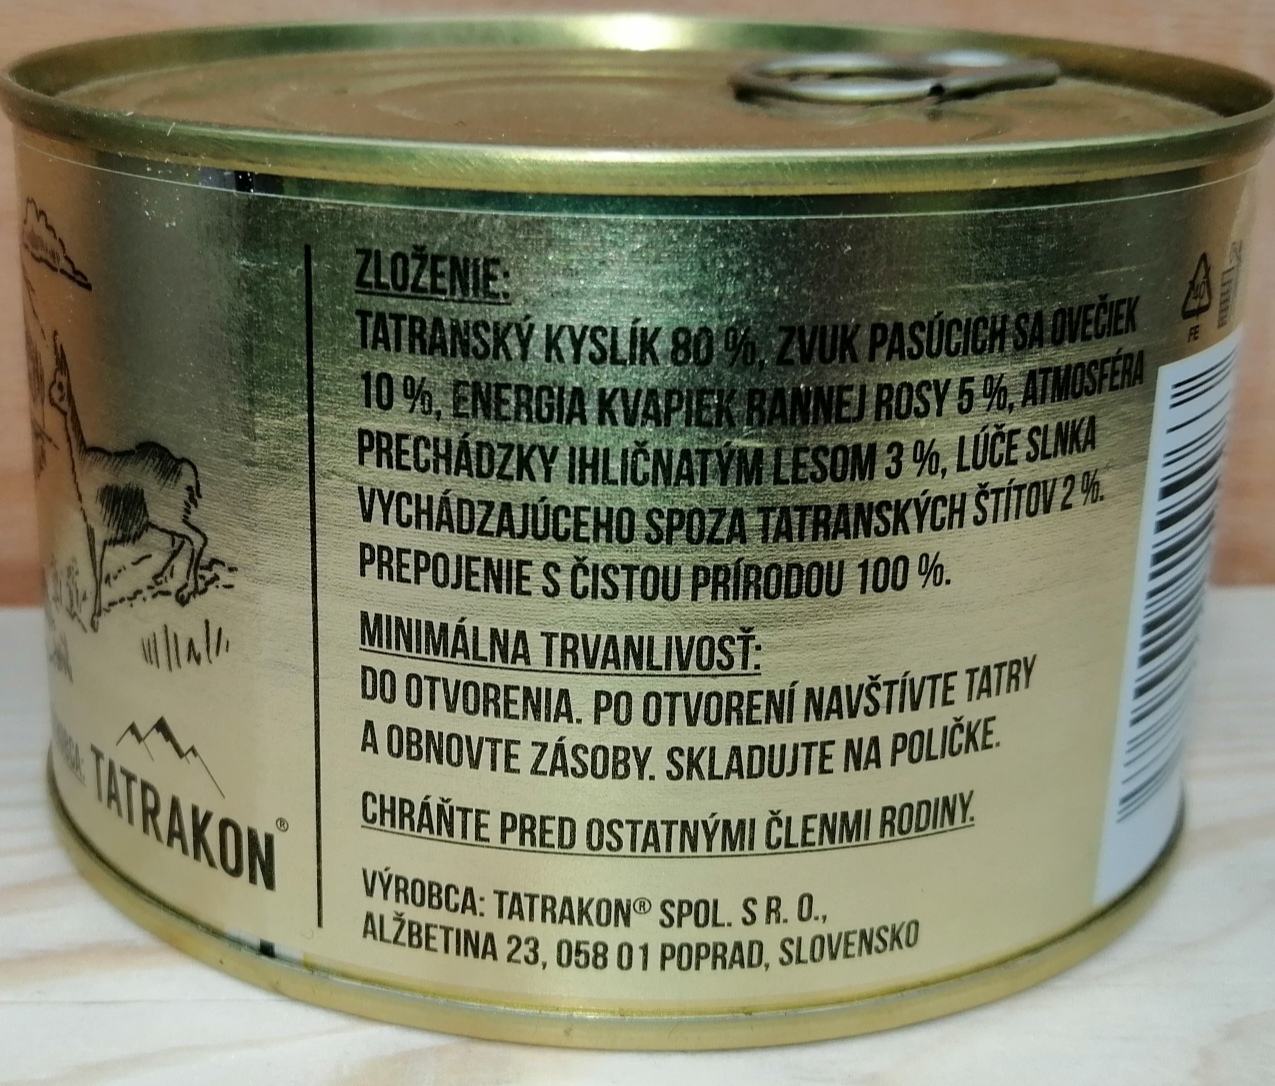 ZLOŽENIE:
TATRANSKÝ KYSLÍK 80 %, ZVUK PASÚCICH SA OVEČIEK
10 %, ENERGIA KVAPIEK RANNEJ ROSY 5 %, ATMOSFÉRA
PRECHÁDZKY IHLIČNATÝM LESOM 3 %, LÚČE SLNKA
VYCHÁDZAJÚCEHO SPOZA TATRANSKÝCH ŠTÍTOV 2 %.
PREPOJENIE S ČISTOU PRÍRODOU 100 %.
MINIMÁLNA TRVANLIVOSŤ:
DO OTVORENIA. PO OTVORENÍ NAVŠTÍVTE TATRY
A OBNOVTE ZÁSOBY. SKLADUJTE NA POLIČKE.
CHRÁŇTE PRED OSTATNÝMI ČLENMI RODINY.
VÝROBCA: TATRAKON® SPOL. S R. O.,
ALŽBETINA 23, 058 01 POPRAD, SLOVENSKO
TATRAKON®
40
FE